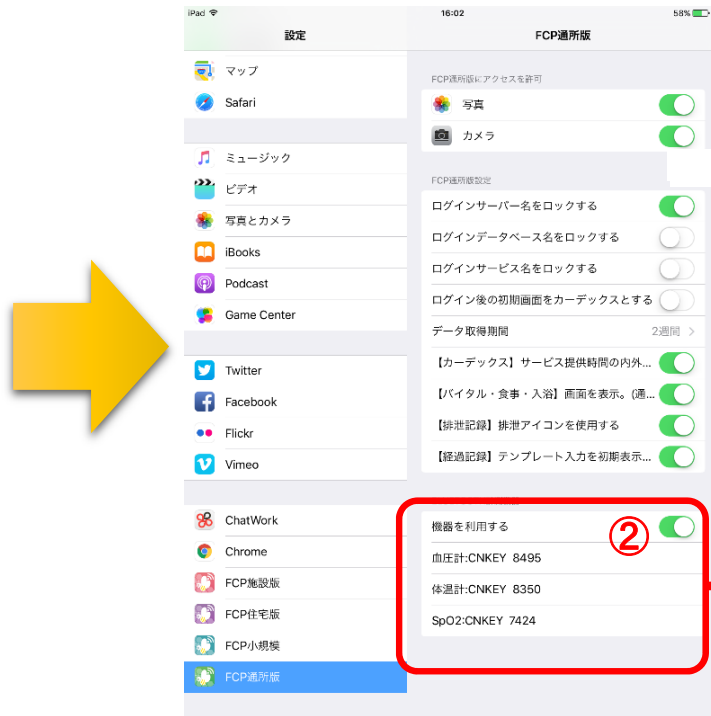 iPad 16:02 58%
設定
マップ
Safari
ミュージック
ビデオ
写真とカメラ
iBooks
Podcast
Game Center
Twitter
Facebook
Flickr
Vimeo
ChatWork
Chrome
FCP施設版
FCP住宅版
FCP小規模
FCP通所版
FCP通所版
FCP通所版にアクセスを許可
写真
カメラ
FCP通所版設定
ログインサーバー名をロックする
ログインデータベース名をロックする
ログインサービス名をロックする
ログイン後の初期画面をカーデックスとする
データ取得期間 2週間
【カーデックス】サービス提供時間の内外...
【バイタル・食事・入浴】画面を表示。(通...
【排泄記録】排泄アイコンを使用する
【経過記録】テンプレート入力を初期表示...
機器を利用する
②
血圧計:CNKEY 8495
体温計:CNKEY 8350
SpO2:CNKEY 7424